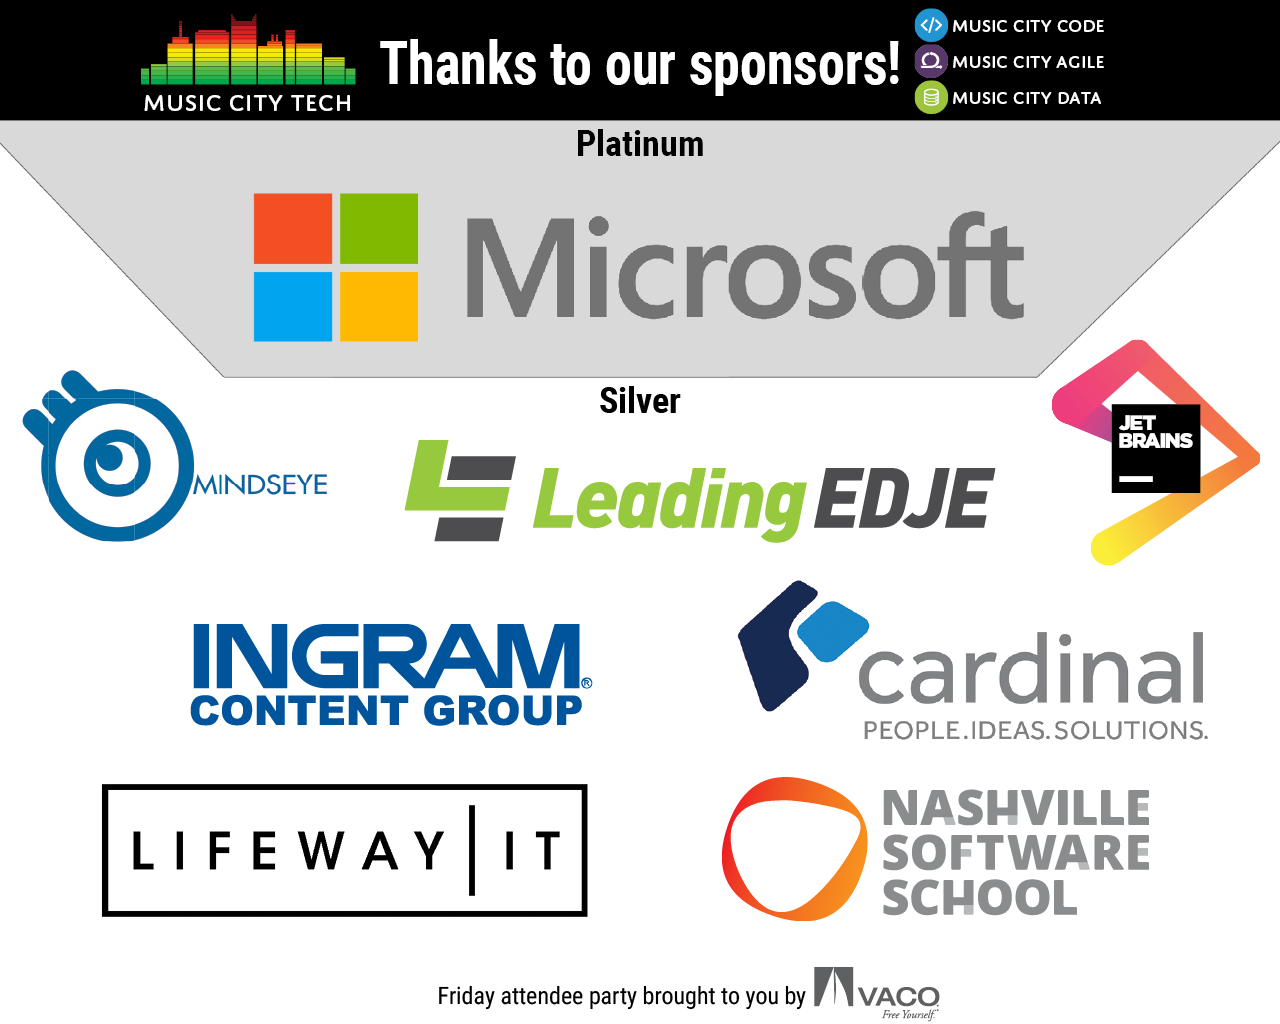 MUSIC CITY TECH
Thanks to our sponsors!
MUSIC CITY CODE
MUSIC CITY AGILE
MUSIC CITY DATA
Platinum
Microsoft
Silver
MINDSEYE
Leading EDJE
JET
BRAINS
INGRAM®
CONTENT GROUP
cardinal
PEOPLE.IDEAS.SOLUTIONS.
LIFEWAY | IT
NASHVILLE
SOFTWARE
SCHOOL
Friday attendee party brought to you by VACO
Free Yourself.